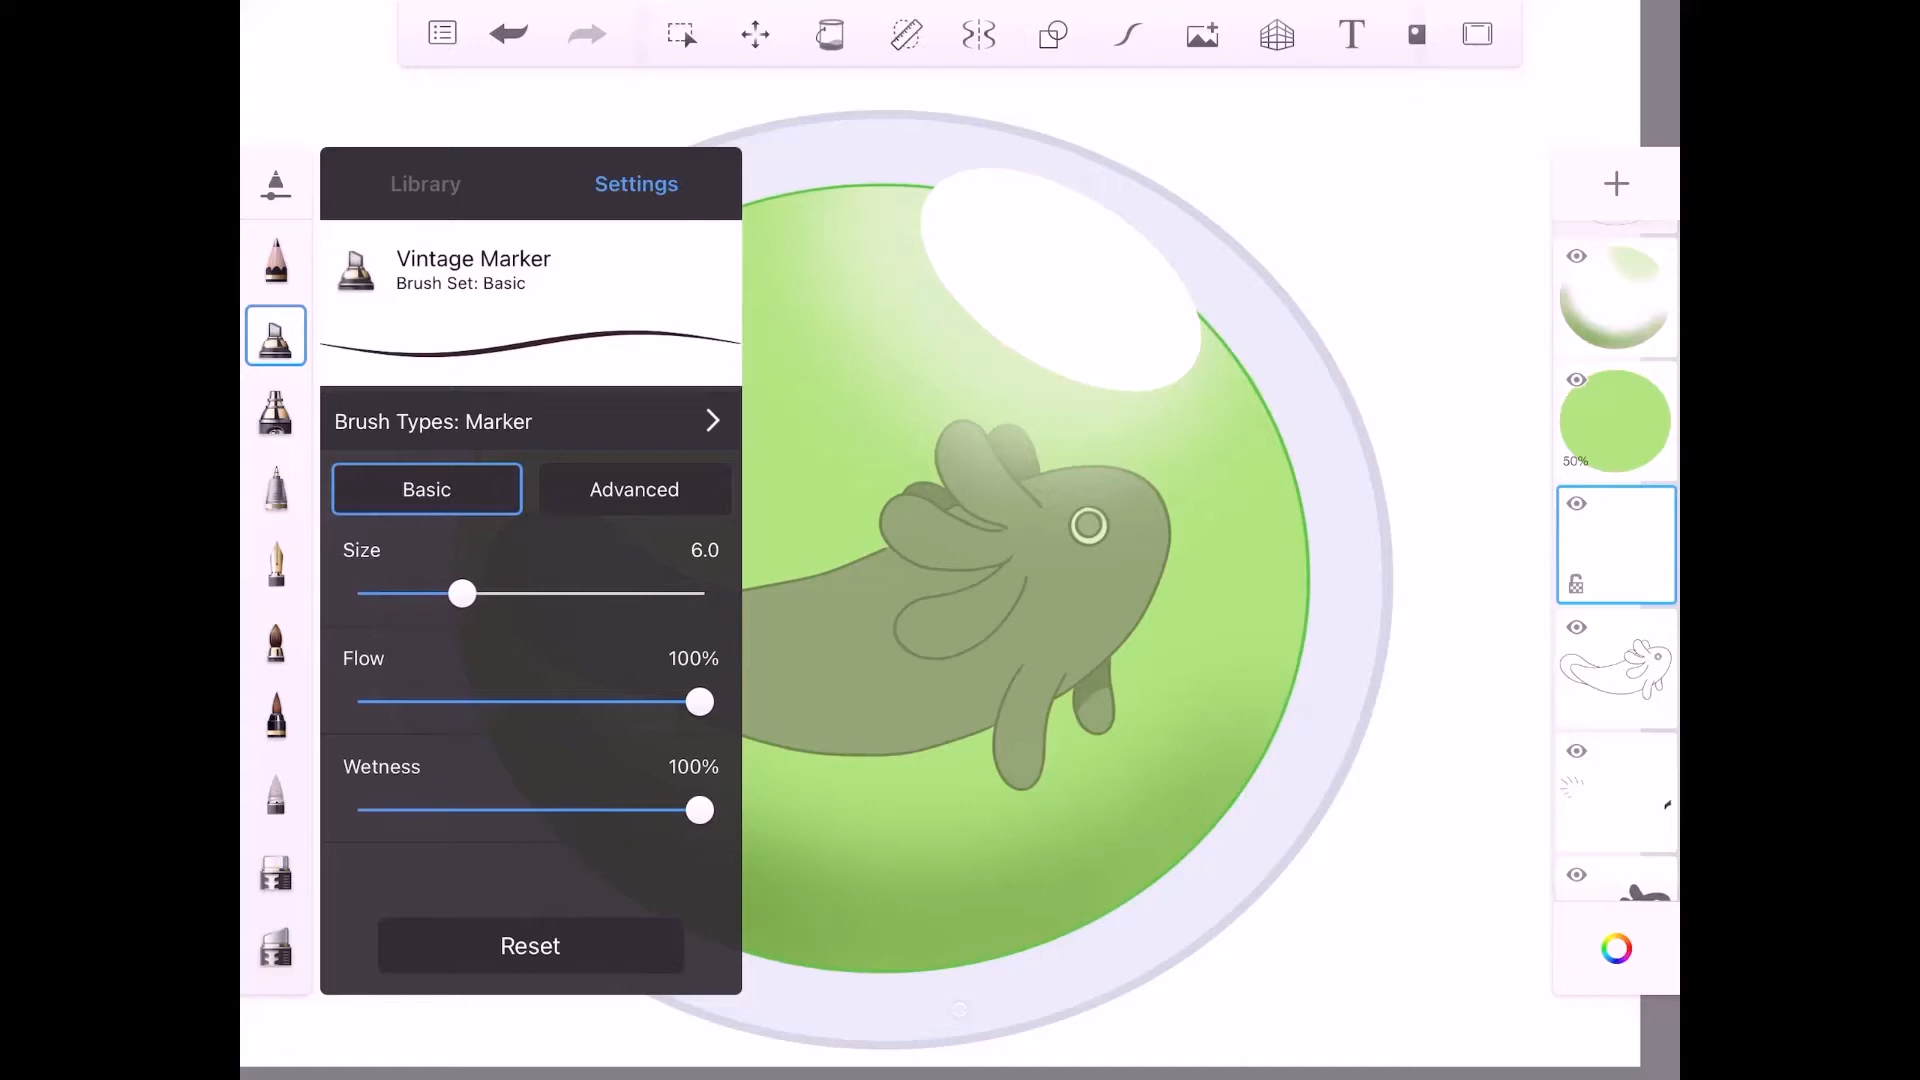 Library
Settings
Vintage Marker
Brush Set: Basic
Brush Types: Marker
Basic
Advanced
Size
6.0
Flow
100%
Wetness
100%
Reset
T
50%